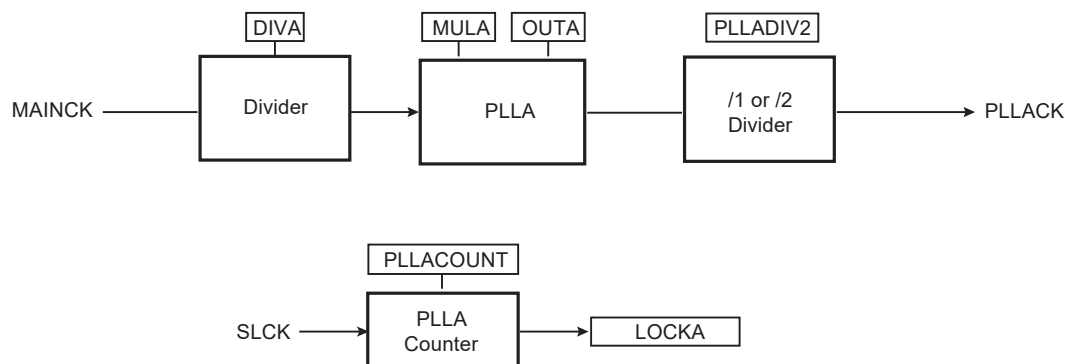 DIVA
MULA
OUTA
PLLADIV2
MAINCK
Divider
PLLA
/1 or /2
Divider
PLLACK
PLLACOUNT
SLCK
PLLA
Counter
LOCKA